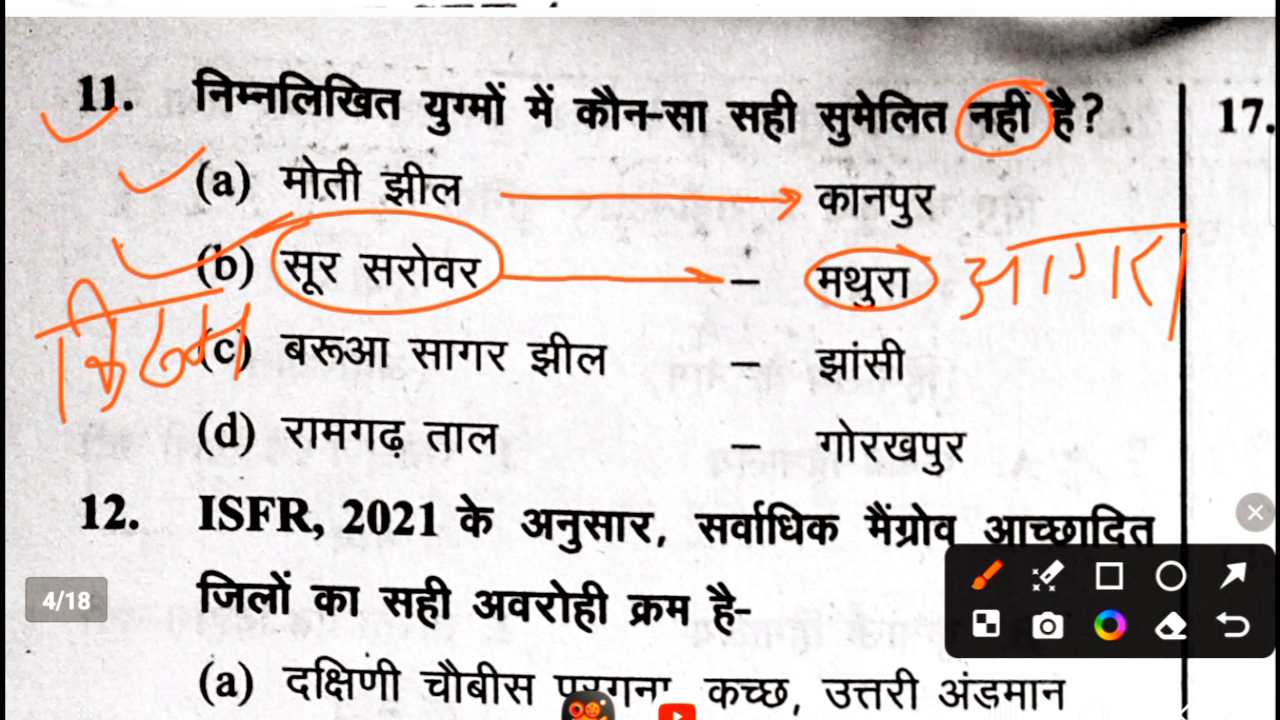 11. निम्नलिखित युग्मों में कौन-सा सही सुमेलित नहीं है?
17.
(a) मोती झील – कानपुर
(b) सूर सरोवर – मथुरा आगरा
(c) बरूआ सागर झील – झांसी
(d) रामगढ़ ताल – गोरखपुर
12. ISFR, 2021 के अनुसार, सर्वाधिक मैंग्रोव आच्छादित
जिलों का सही अवरोही क्रम है-
4/18
(a) दक्षिणी चौबीस परगना, कच्छ, उत्तरी अंडमान